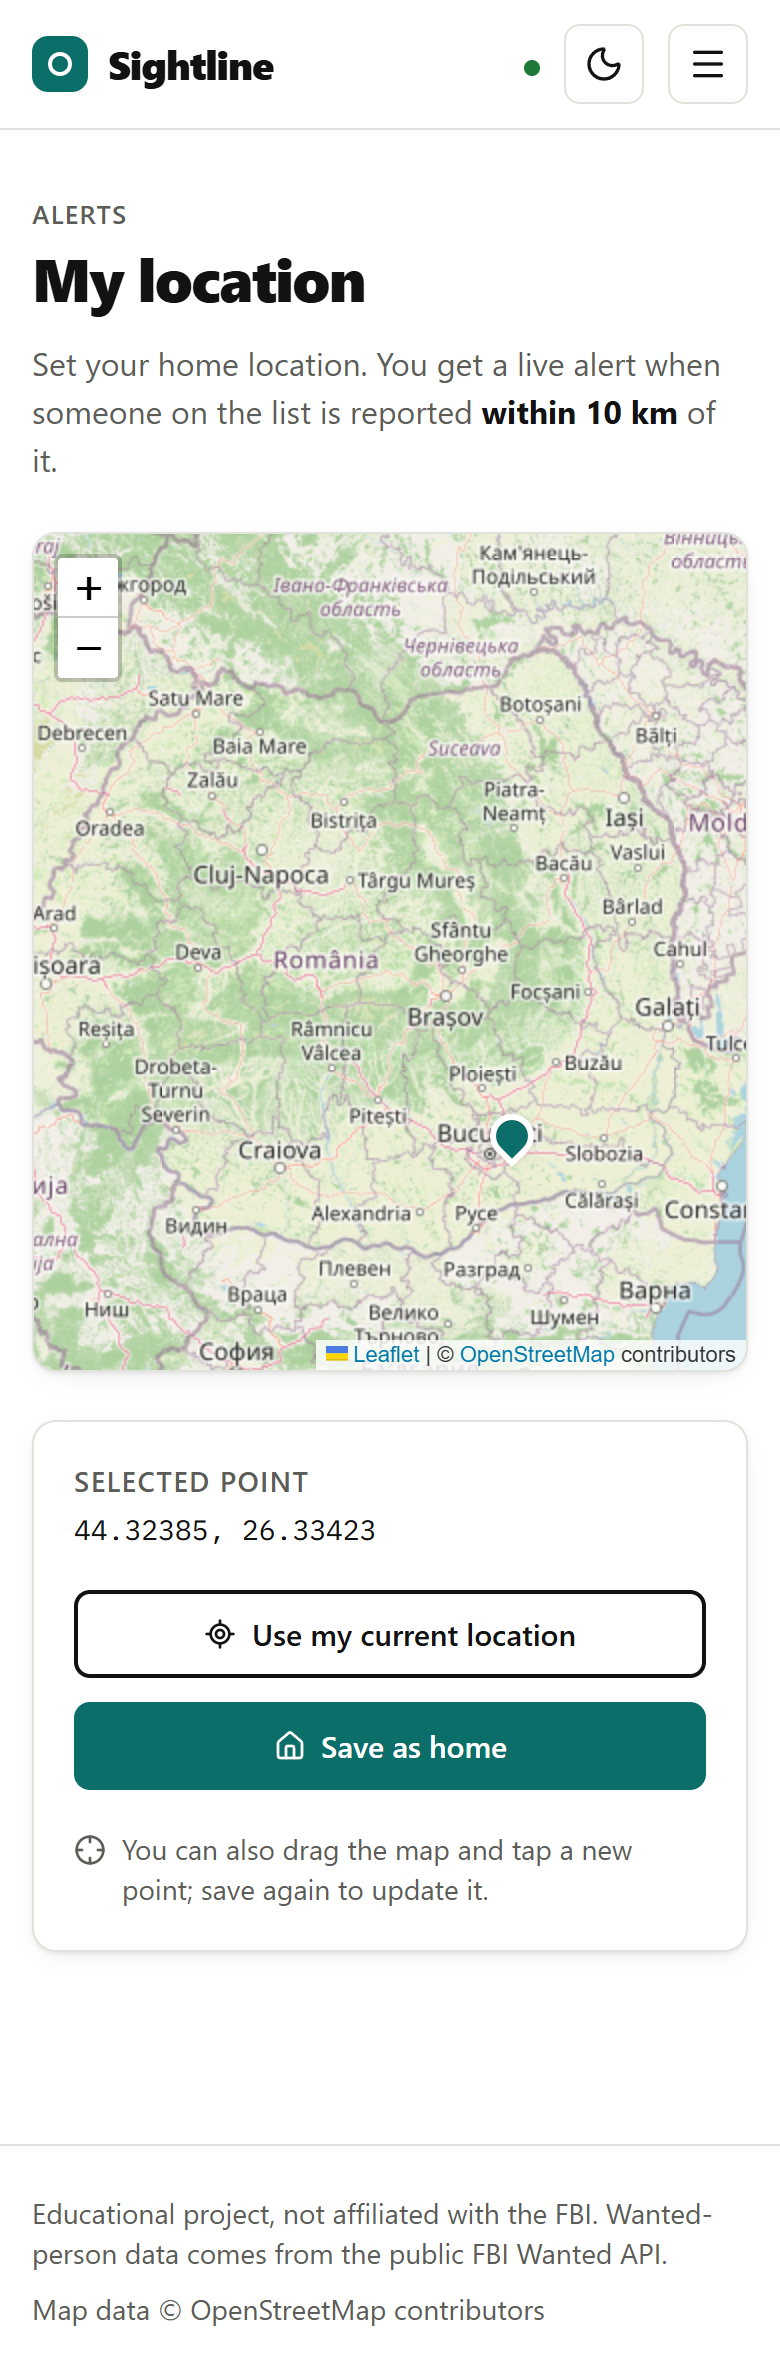 Sightline
ALERTS
My location
Set your home location. You get a live alert when
someone on the list is reported within 10 km of
it.
+
−
Кам'янець-
Подільський
область
Івано-Франківська
область
Чернівецька
область
Satu Mare
Botoșani
Debrecen
Baia Mare
Suceava
Bălți
Zalău
Piatra-
Neamț
Oradea
Bistrița
Iași
Cluj-Napoca
Târgu Mureș
Bacău
Vaslui
Arad
Sfântu
Gheorghe
Bârlad
Deva
România
Cahul
Focșani
Reșița
Râmnicu
Vâlcea
Brașov
Galați
Drobeta-
Turnu
Severin
Ploiești
Buzău
Pitești
Craiova
Slobozia
Видин
Alexandria
Русе
Călărași
Плевен
Разград
Враца
Варна
Ниш
Велико
Търново
Шумен
София
Leaflet | © OpenStreetMap contributors
SELECTED POINT
44.32385, 26.33423
Use my current location
Save as home
You can also drag the map and tap a new
point; save again to update it.
Educational project, not affiliated with the FBI. Wanted-
person data comes from the public FBI Wanted API.
Map data © OpenStreetMap contributors